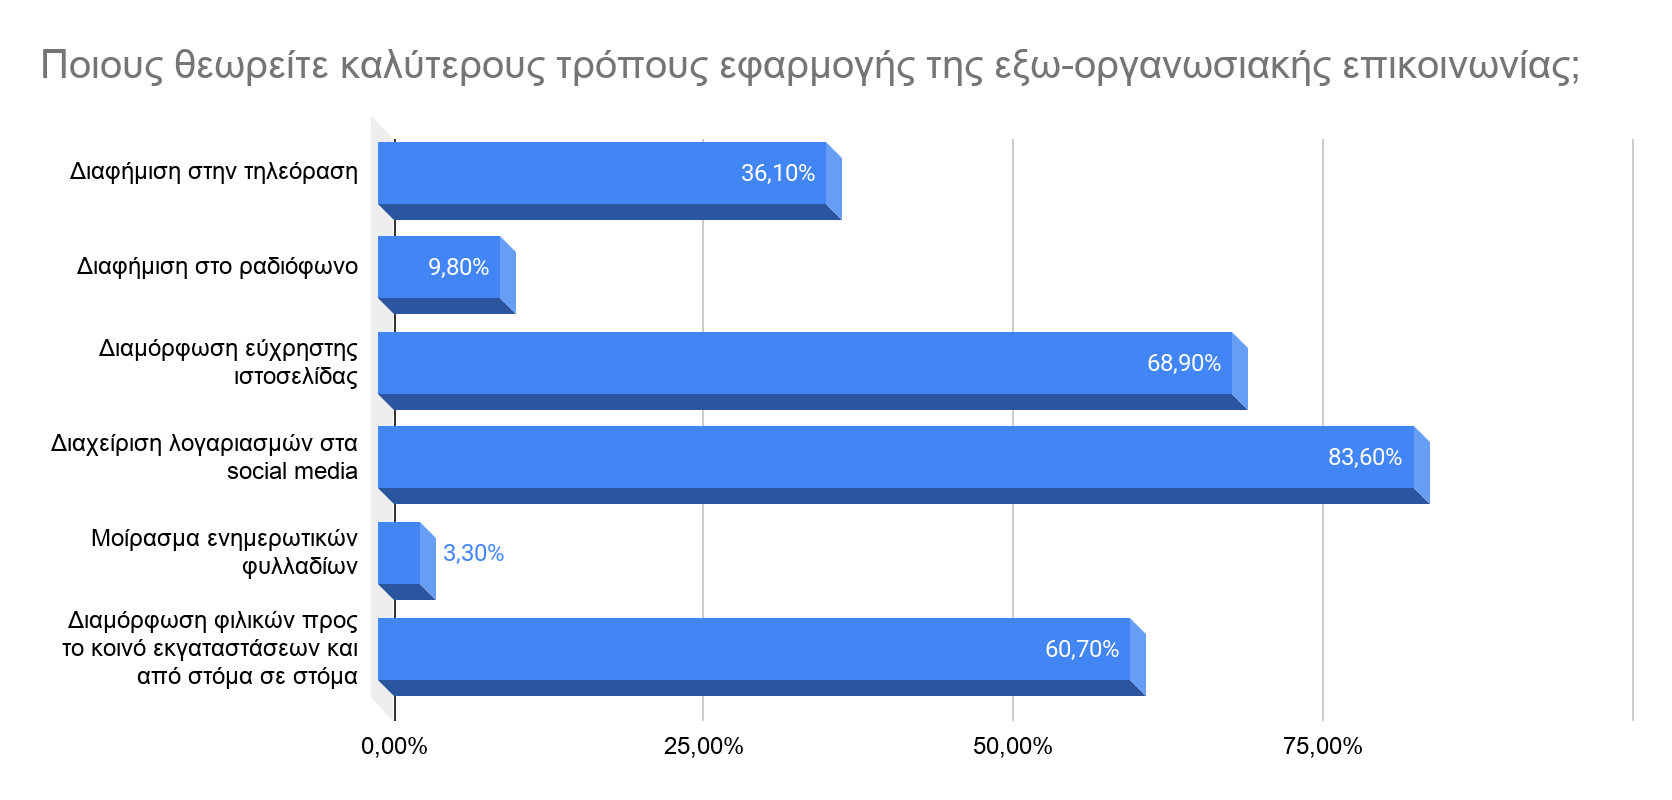 Ποιους θεωρείτε καλύτερους τρόπους εφαρμογής της εξω-οργανωσιακής επικοινωνίας;
Διαφήμιση στην τηλεόραση
36,10%
Διαφήμιση στο ραδιόφωνο
9,80%
Διαμόρφωση εύχρηστης
ιστοσελίδας
68,90%
Διαχείριση λογαριασμών στα
social media
83,60%
Μοίρασμα ενημερωτικών
φυλλαδίων
3,30%
Διαμόρφωση φιλικών προς
το κοινό εκγαταστάσεων και
από στόμα σε στόμα
60,70%
0,00%
25,00%
50,00%
75,00%